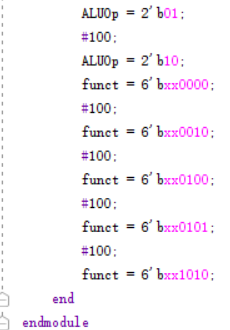 ALUOp = 2'b01;
#100;
ALUOp = 2'b10;
funct = 6'bxx0000;
#100;
funct = 6'bxx0010;
#100;
funct = 6'bxx0100;
#100;
funct = 6'bxx0101;
#100;
funct = 6'bxx1010;
end
endmodule